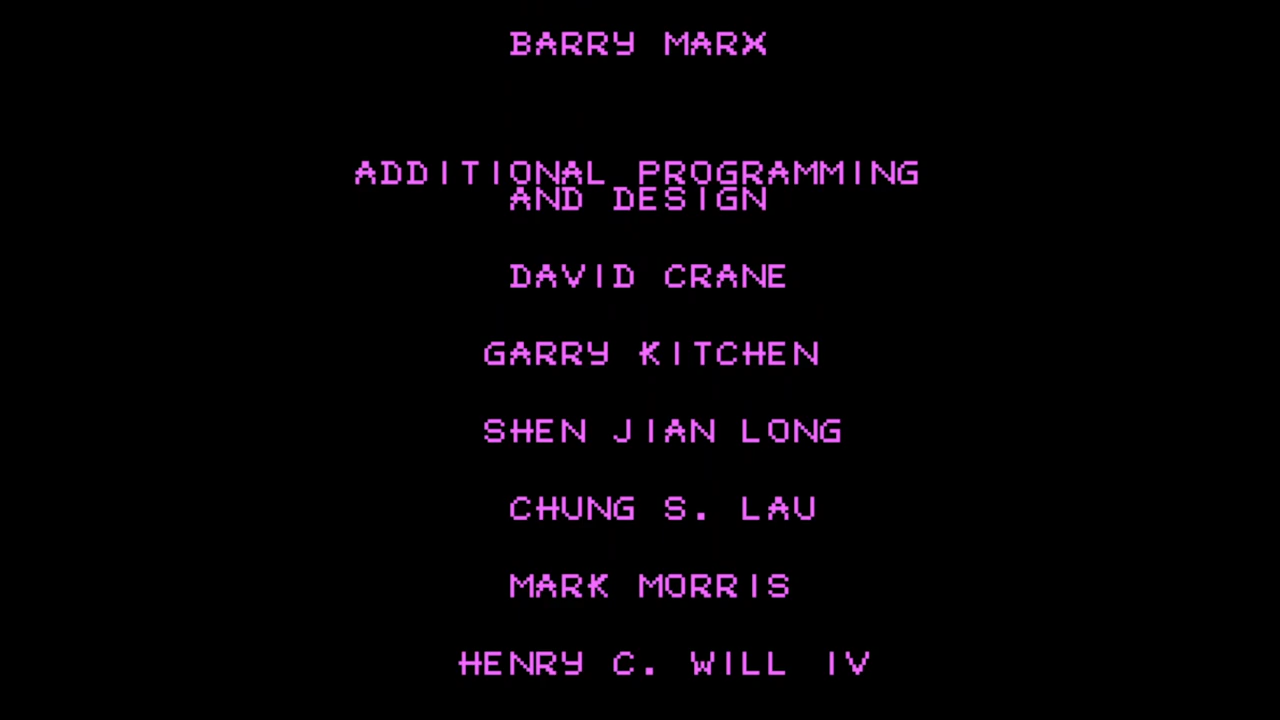 BARRY MARX
ADDITIONAL PROGRAMMING
AND DESIGN
DAVID CRANE
GARRY KITCHEN
SHEN JIAN LONG
CHUNG S. LAU
MARK MORRIS
HENRY C. WILL IV